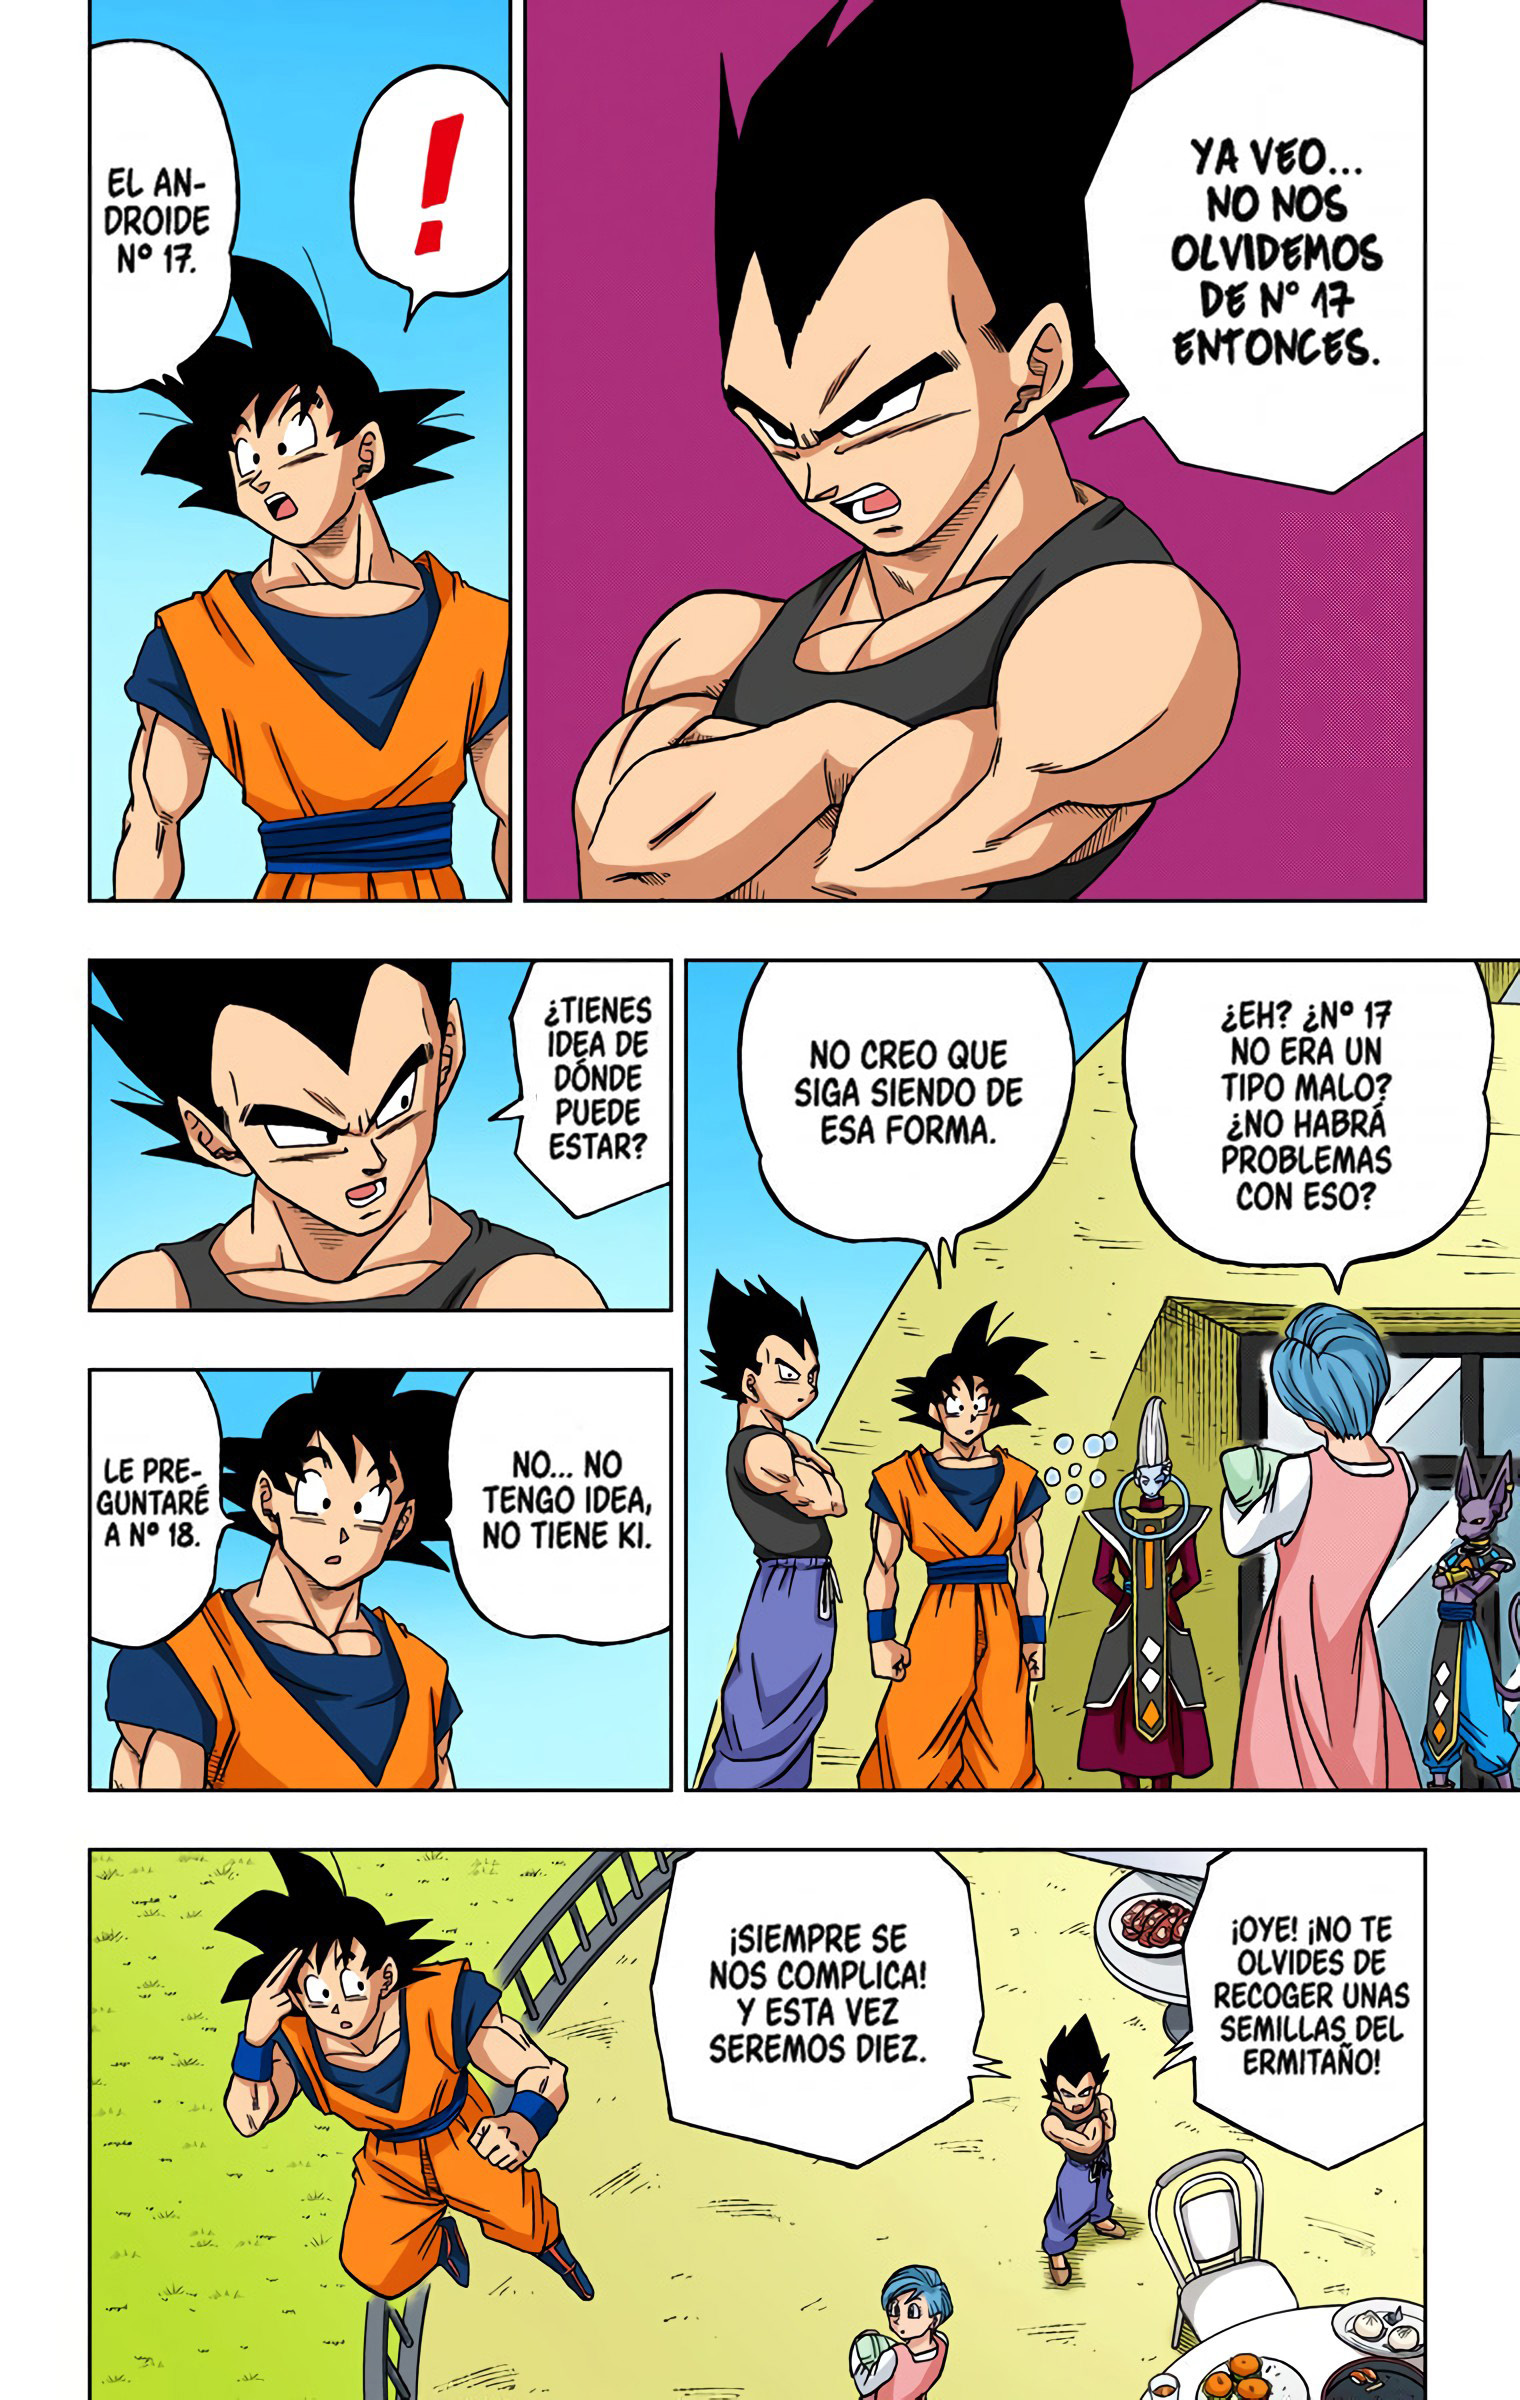 YA VEO...
NO NOS
OLVIDEMOS
DE N° 17
ENTONCES.
!
EL AN-
DROIDE
Nº 17.
¿EH? ¿Nº 17
NO ERA UN
TIPO MALO?
¿NO HABRÁ
PROBLEMAS
CON ESO?
NO CREO QUE
SIGA SIENDO DE
ESA FORMA.
¿TIENES
IDEA DE
DÓNDE
PUEDE
ESTAR?
NO... NO
TENGO IDEA,
NO TIENE KI.
LE PRE-
GUNTARÉ
A Nº 18.
¡OYE! ¡NO TE
OLVIDES DE
RECOGER UNAS
SEMILLAS DEL
ERMITAÑO!
¡SIEMPRE SE
NOS COMPLICA!
Y ESTA VEZ
SEREMOS DIEZ.